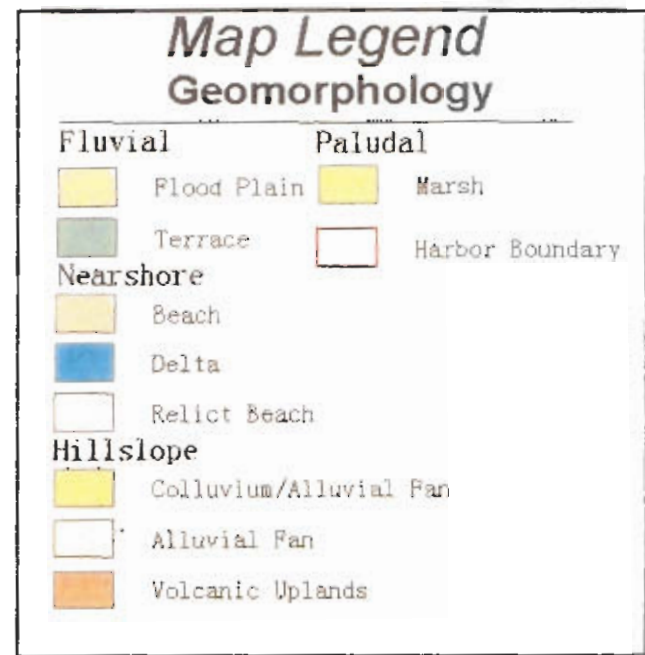 Map Legend
Geomorphology
Fluvial
Flood Plain
Terrace
Nearshore
Beach
Delta
Relict Beach
Hillslope
Colluvium/Alluvial Fan
Alluvial Fan
Volcanic Uplands
Paludal
Marsh
Harbor Boundary